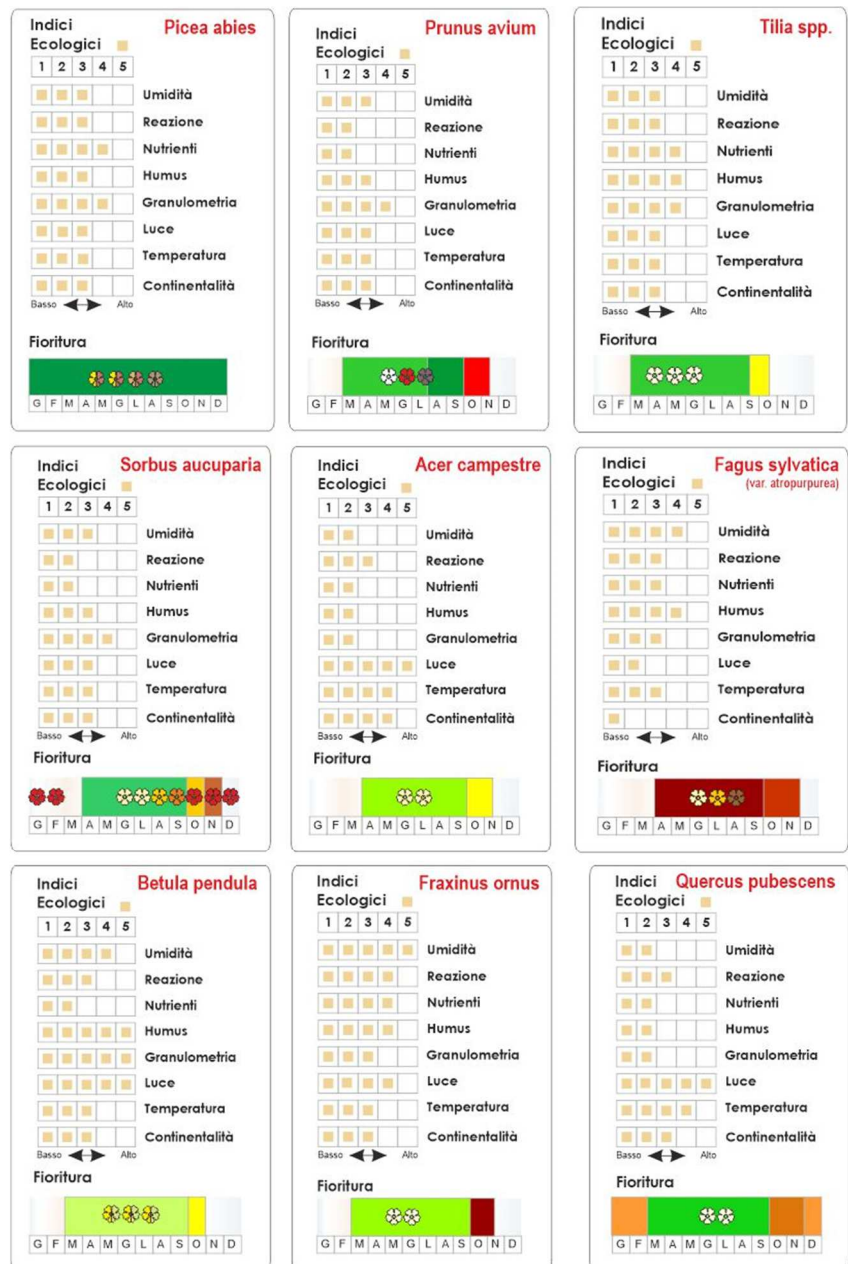 Indici
Ecologici
Picea abies
1 2 3 4 5
Umidità
Reazione
Nutrienti
Humus
Granulometria
Luce
Temperatura
Continentalità
Basso Alto
Fioritura
G F M A M G L A S O N D
Indici
Ecologici
Prunus avium
1 2 3 4 5
Umidità
Reazione
Nutrienti
Humus
Granulometria
Luce
Temperatura
Continentalità
Basso Alto
Fioritura
G F M A M G L A S O N D
Indici
Ecologici
Tilia spp.
1 2 3 4 5
Umidità
Reazione
Nutrienti
Humus
Granulometria
Luce
Temperatura
Continentalità
Basso Alto
Fioritura
G F M A M G L A S O N D
Indici
Ecologici
Sorbus aucuparia
1 2 3 4 5
Umidità
Reazione
Nutrienti
Humus
Granulometria
Luce
Temperatura
Continentalità
Basso Alto
Fioritura
G F M A M G L A S O N D
Indici
Ecologici
Acer campestre
1 2 3 4 5
Umidità
Reazione
Nutrienti
Humus
Granulometria
Luce
Temperatura
Continentalità
Basso Alto
Fioritura
G F M A M G L A S O N D
Indici
Ecologici
Fagus sylvatica
(var. atropurpurea)
1 2 3 4 5
Umidità
Reazione
Nutrienti
Humus
Granulometria
Luce
Temperatura
Continentalità
Basso Alto
Fioritura
G F M A M G L A S O N D
Indici
Ecologici
Betula pendula
1 2 3 4 5
Umidità
Reazione
Nutrienti
Humus
Granulometria
Luce
Temperatura
Continentalità
Basso Alto
Fioritura
G F M A M G L A S O N D
Indici
Ecologici
Fraxinus ornus
1 2 3 4 5
Umidità
Reazione
Nutrienti
Humus
Granulometria
Luce
Temperatura
Continentalità
Basso Alto
Fioritura
G F M A M G L A S O N D
Indici
Ecologici
Quercus pubescens
1 2 3 4 5
Umidità
Reazione
Nutrienti
Humus
Granulometria
Luce
Temperatura
Continentalità
Basso Alto
Fioritura
G F M A M G L A S O N D